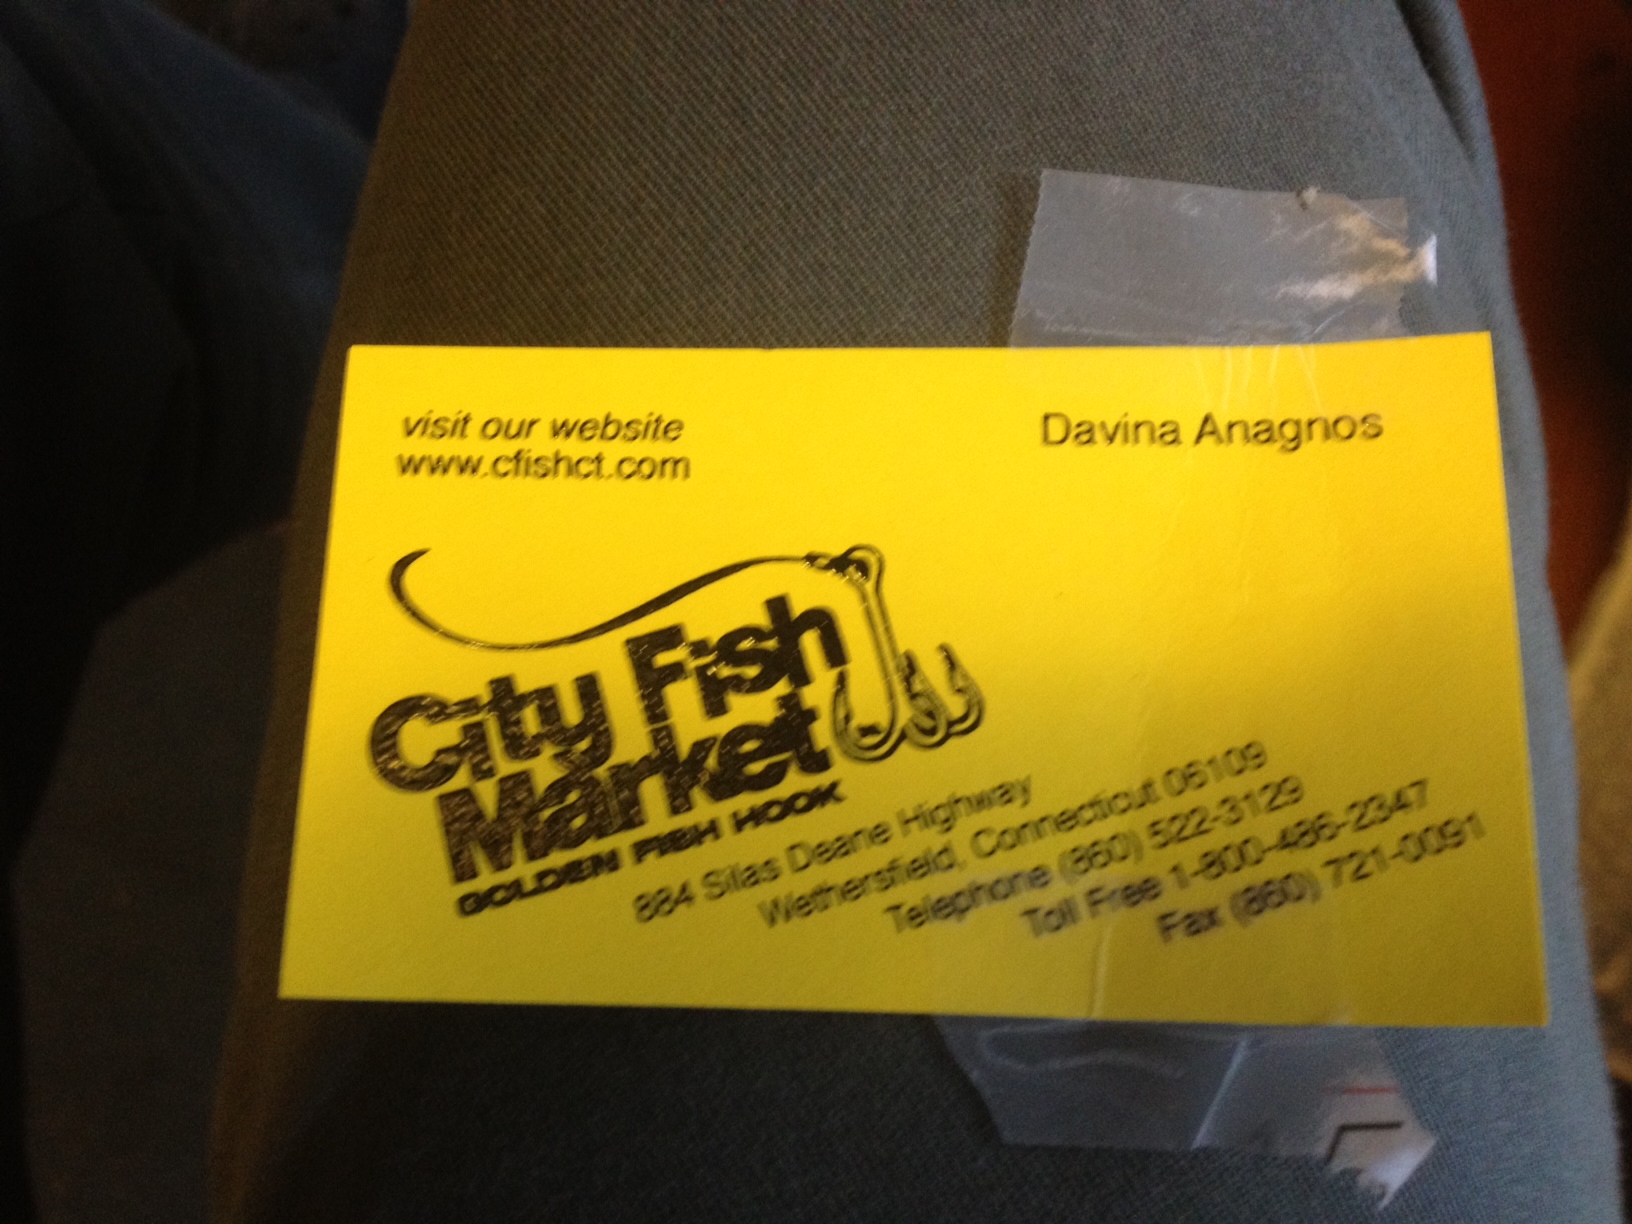 visit our website
www.cfishct.com
Davina Anagnos
City Fish
Market
GOLDEN FISH HOOK
884 Silas Deane Highway
Wethersfield, Connecticut 06109
Telephone (860) 522-3129
Toll Free 1-800-486-2347
Fax (860) 721-0091